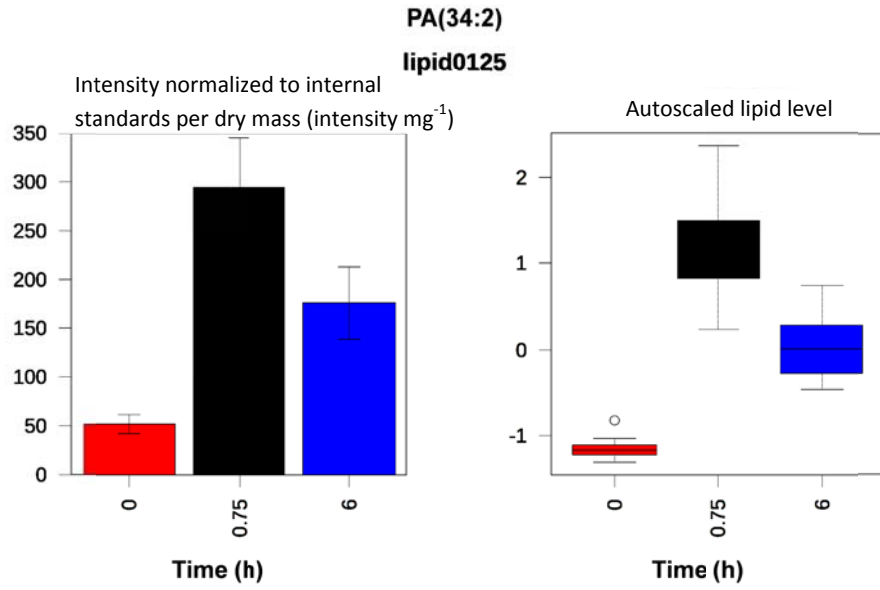 PA(34:2)
lipid0125
Intensity normalized to internal
standards per dry mass (intensity mg⁻¹)
350
300
250
200
150
100
50
0
0
0.75
6
Time (h)
Autoscaled lipid level
2
1
0
-1
0
0.75
6
Time (h)